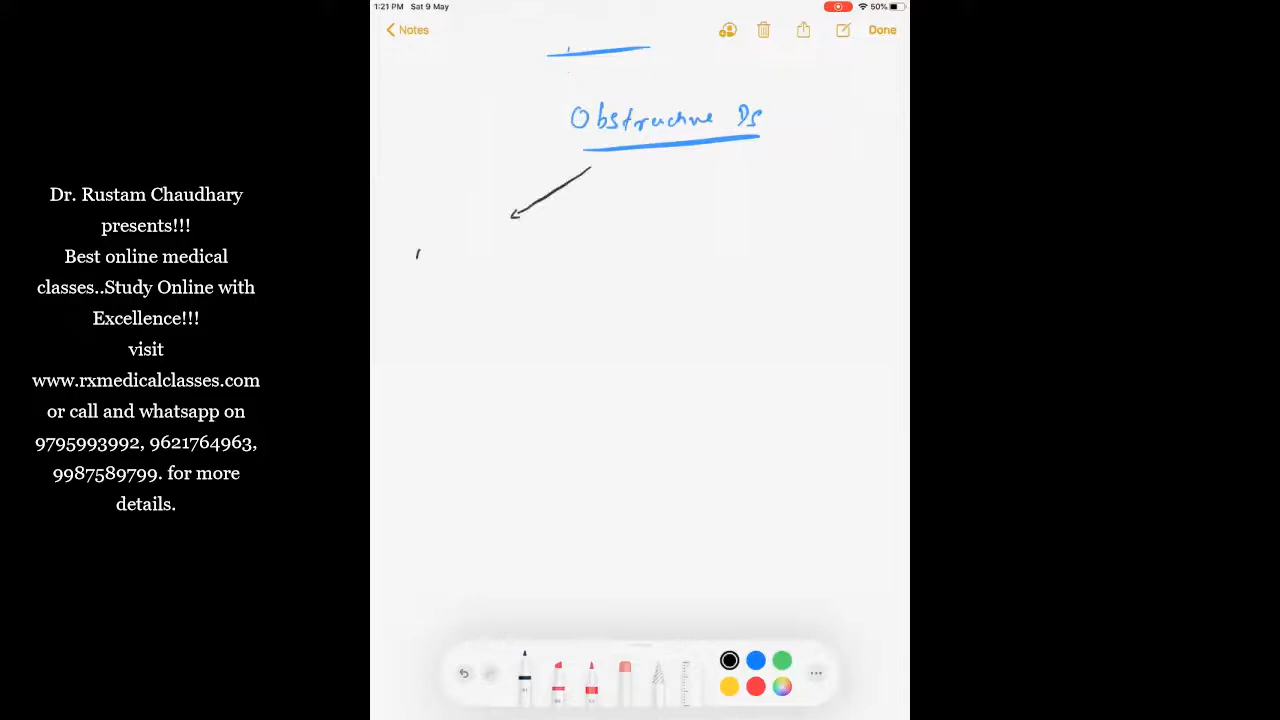 1:21 PM Sat 9 May
50%
Notes
Done
Obstructive Ds
Dr. Rustam Chaudhary
presents!!!
Best online medical
classes..Study Online with
Excellence!!!
visit
www.rxmedicalclasses.com
or call and whatsapp on
9795993992, 9621764963,
9987589799. for more
details.